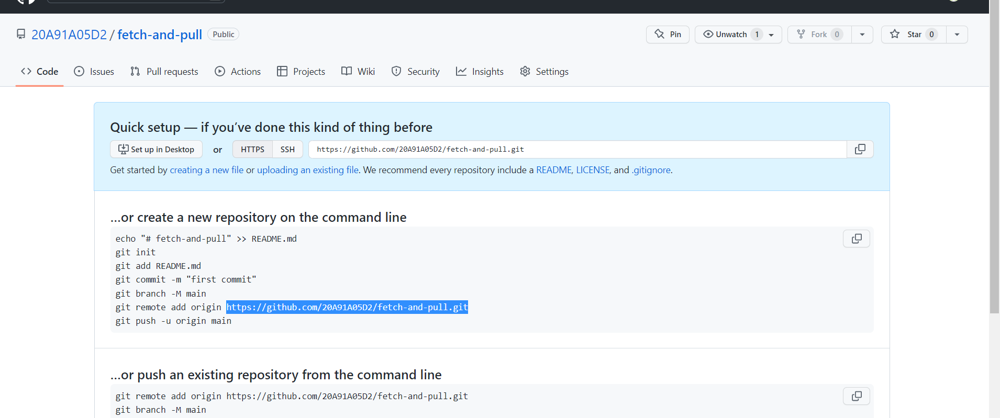 20A91A05D2 / fetch-and-pull Public
Pin Unwatch 1 Fork 0 Star 0
Code Issues Pull requests Actions Projects Wiki Security Insights Settings
Quick setup — if you’ve done this kind of thing before
Set up in Desktop or HTTPS SSH https://github.com/20A91A05D2/fetch-and-pull.git
Get started by creating a new file or uploading an existing file. We recommend every repository include a README, LICENSE, and .gitignore.
…or create a new repository on the command line
echo "# fetch-and-pull" >> README.md
git init
git add README.md
git commit -m "first commit"
git branch -M main
git remote add origin https://github.com/20A91A05D2/fetch-and-pull.git
git push -u origin main
…or push an existing repository from the command line
git remote add origin https://github.com/20A91A05D2/fetch-and-pull.git
git branch -M main